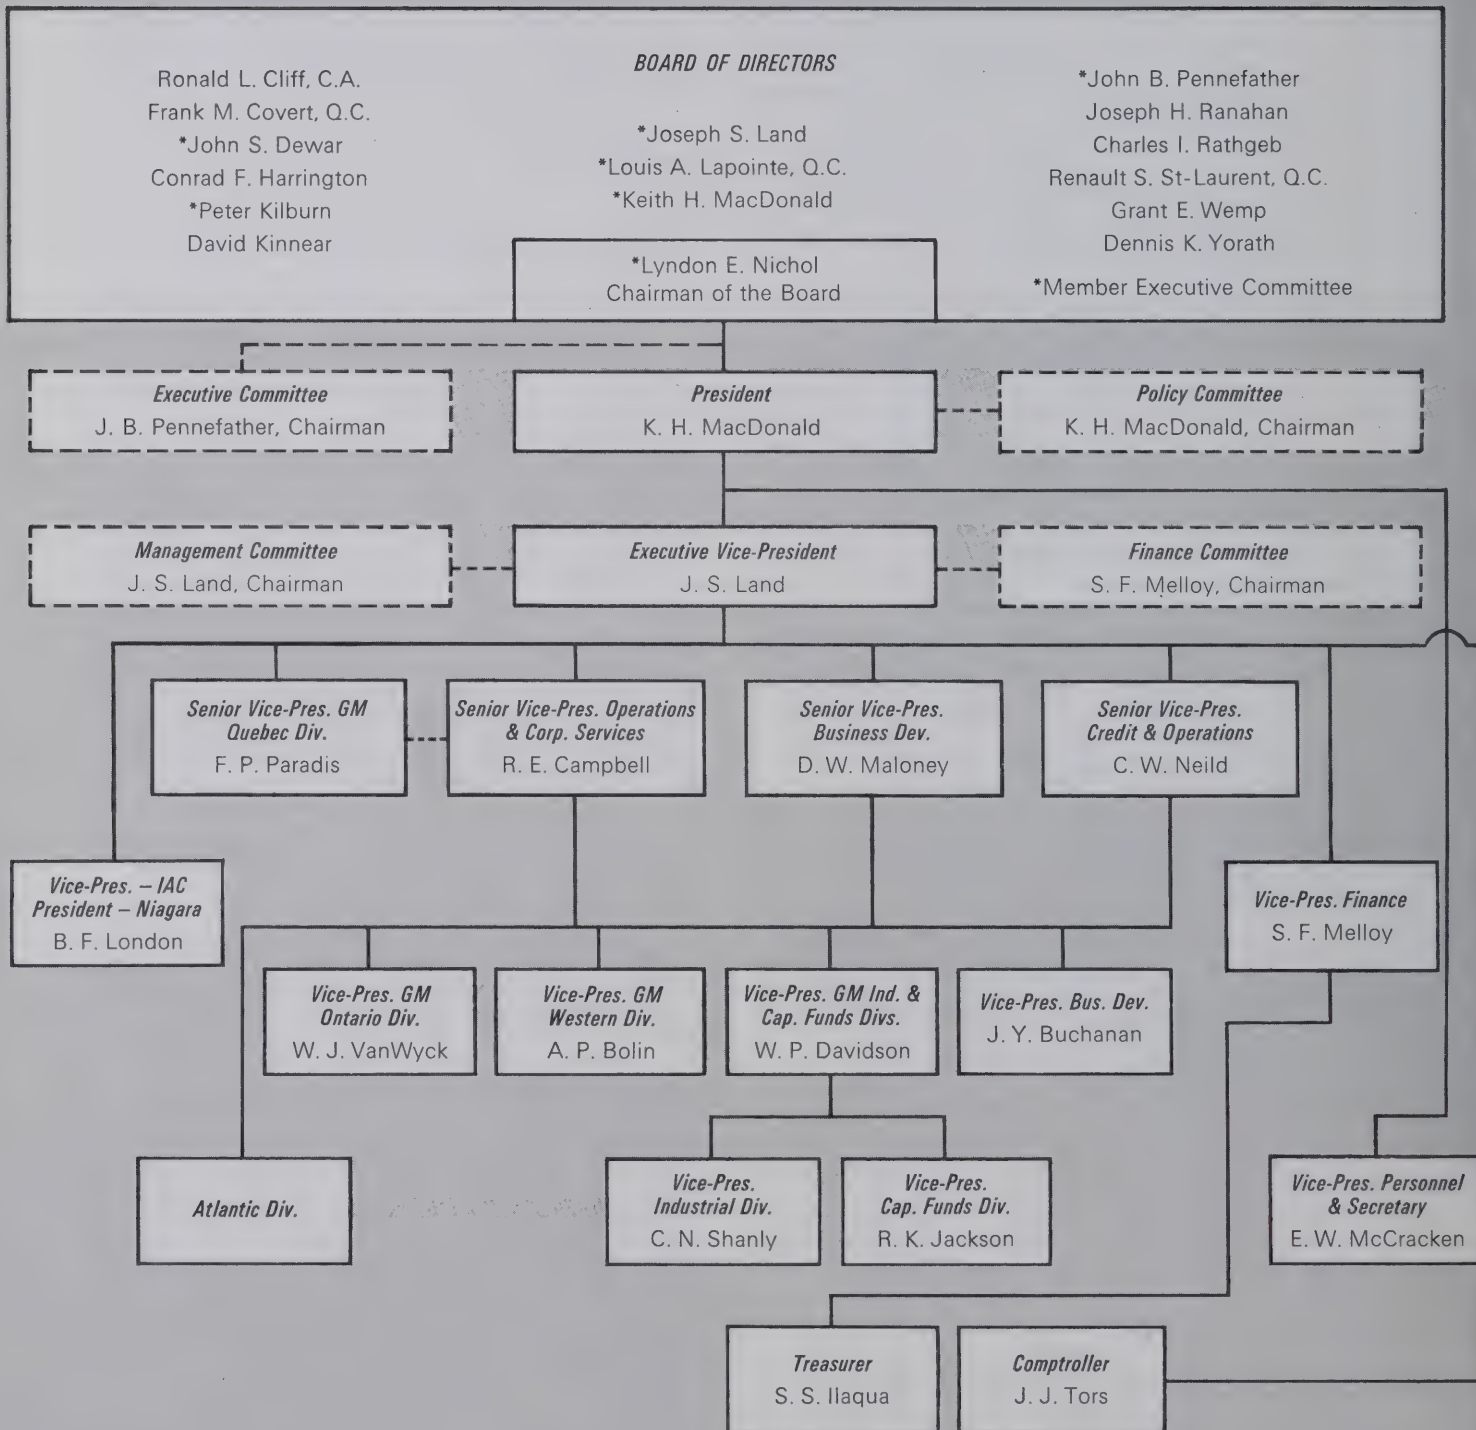 BOARD OF DIRECTORS
Ronald L. Cliff, C.A.
Frank M. Covert, Q.C.
*John S. Dewar
Conrad F. Harrington
*Peter Kilburn
David Kinnear
*Joseph S. Land
*Louis A. Lapointe, Q.C.
*Keith H. MacDonald
*Lyndon E. Nichol
Chairman of the Board
*John B. Pennefather
Joseph H. Ranahan
Charles I. Rathgeb
Renault S. St-Laurent, Q.C.
Grant E. Wemp
Dennis K. Yorath
*Member Executive Committee
Executive Committee
J. B. Pennefather, Chairman
President
K. H. MacDonald
Policy Committee
K. H. MacDonald, Chairman
Management Committee
J. S. Land, Chairman
Executive Vice-President
J. S. Land
Finance Committee
S. F. Melloy, Chairman
Senior Vice-Pres. GM
Quebec Div.
F. P. Paradis
Senior Vice-Pres. Operations
& Corp. Services
R. E. Campbell
Senior Vice-Pres.
Business Dev.
D. W. Maloney
Senior Vice-Pres.
Credit & Operations
C. W. Neild
Vice-Pres. – IAC
President – Niagara
B. F. London
Vice-Pres. Finance
S. F. Melloy
Vice-Pres. GM
Ontario Div.
W. J. VanWyck
Vice-Pres. GM
Western Div.
A. P. Bolin
Vice-Pres. GM Ind. &
Cap. Funds Divs.
W. P. Davidson
Vice-Pres. Bus. Dev.
J. Y. Buchanan
Atlantic Div.
Vice-Pres.
Industrial Div.
C. N. Shanly
Vice-Pres.
Cap. Funds Div.
R. K. Jackson
Vice-Pres. Personnel
& Secretary
E. W. McCracken
Treasurer
S. S. Ilaqua
Comptroller
J. J. Tors